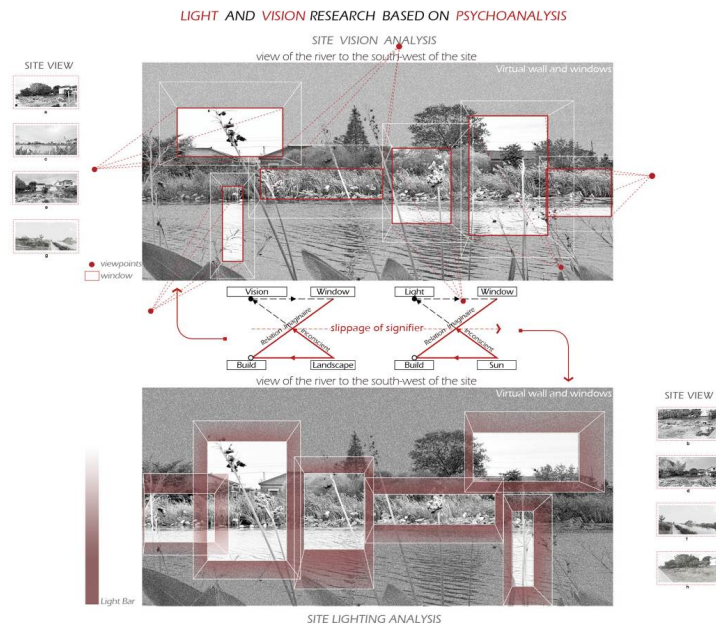 LIGHT AND VISION RESEARCH BASED ON PSYCHOANALYSIS
SITE VISION ANALYSIS
view of the river to the south-west of the site
SITE VIEW
Virtual wall and windows
a
c
e
g
viewpoints
window
Vision
Window
Light
Window
Relation imaginaire
Inconscient
slippage of signifier
Relation imaginaire
Inconscient
Build
Landscape
Build
Sun
view of the river to the south-west of the site
Virtual wall and windows
SITE VIEW
b
d
f
h
Light Bar
SITE LIGHTING ANALYSIS